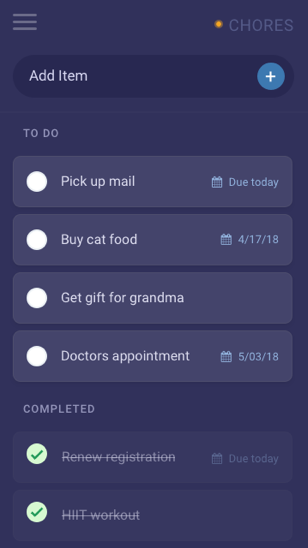 CHORES
Add Item
+
TO DO
Pick up mail Due today
Buy cat food 4/17/18
Get gift for grandma
Doctors appointment 5/03/18
COMPLETED
Renew registration Due today
HIIT workout